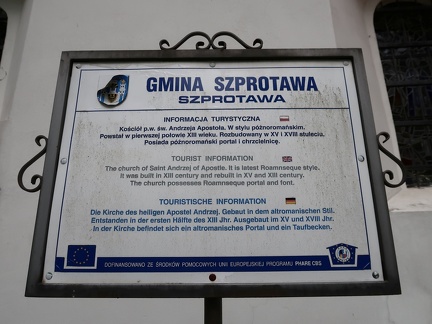 GMINA SZPROTAWA
SZPROTAWA
INFORMACJA TURYSTYCZNA
Kościół p.w. św. Andrzeja Apostoła. W stylu późnoromańskim.
Powstał w pierwszej połowie XIII wieku. Rozbudowany w XV i XVIII stuleciu.
Posiada późnoromański portal i chrzcielnicę.
TOURIST INFORMATION
The church of Saint Andrzej of Apostle. It is latest Roamnseque style.
It was built in XIII century and rebuilt in XV and XIII century.
The church possesses Roamnseque portal and font.
TOURISTISCHE INFORMATION
Die Kirche des heiligen Apostel Andrzej. Gebaut in dem altromanischen Stil.
Entstanden in der ersten Hälfte des XIII Jhr. Ausgebaut im XV und XVIII Jhr.
In der Kirche befindet sich ein altromanisches Portal und ein Taufbecken.
DOFINANSOWANO ZE ŚRODKÓW POMOCOWYCH UNII EUROPEJSKIEJ PROGRAMU PHARE CBS